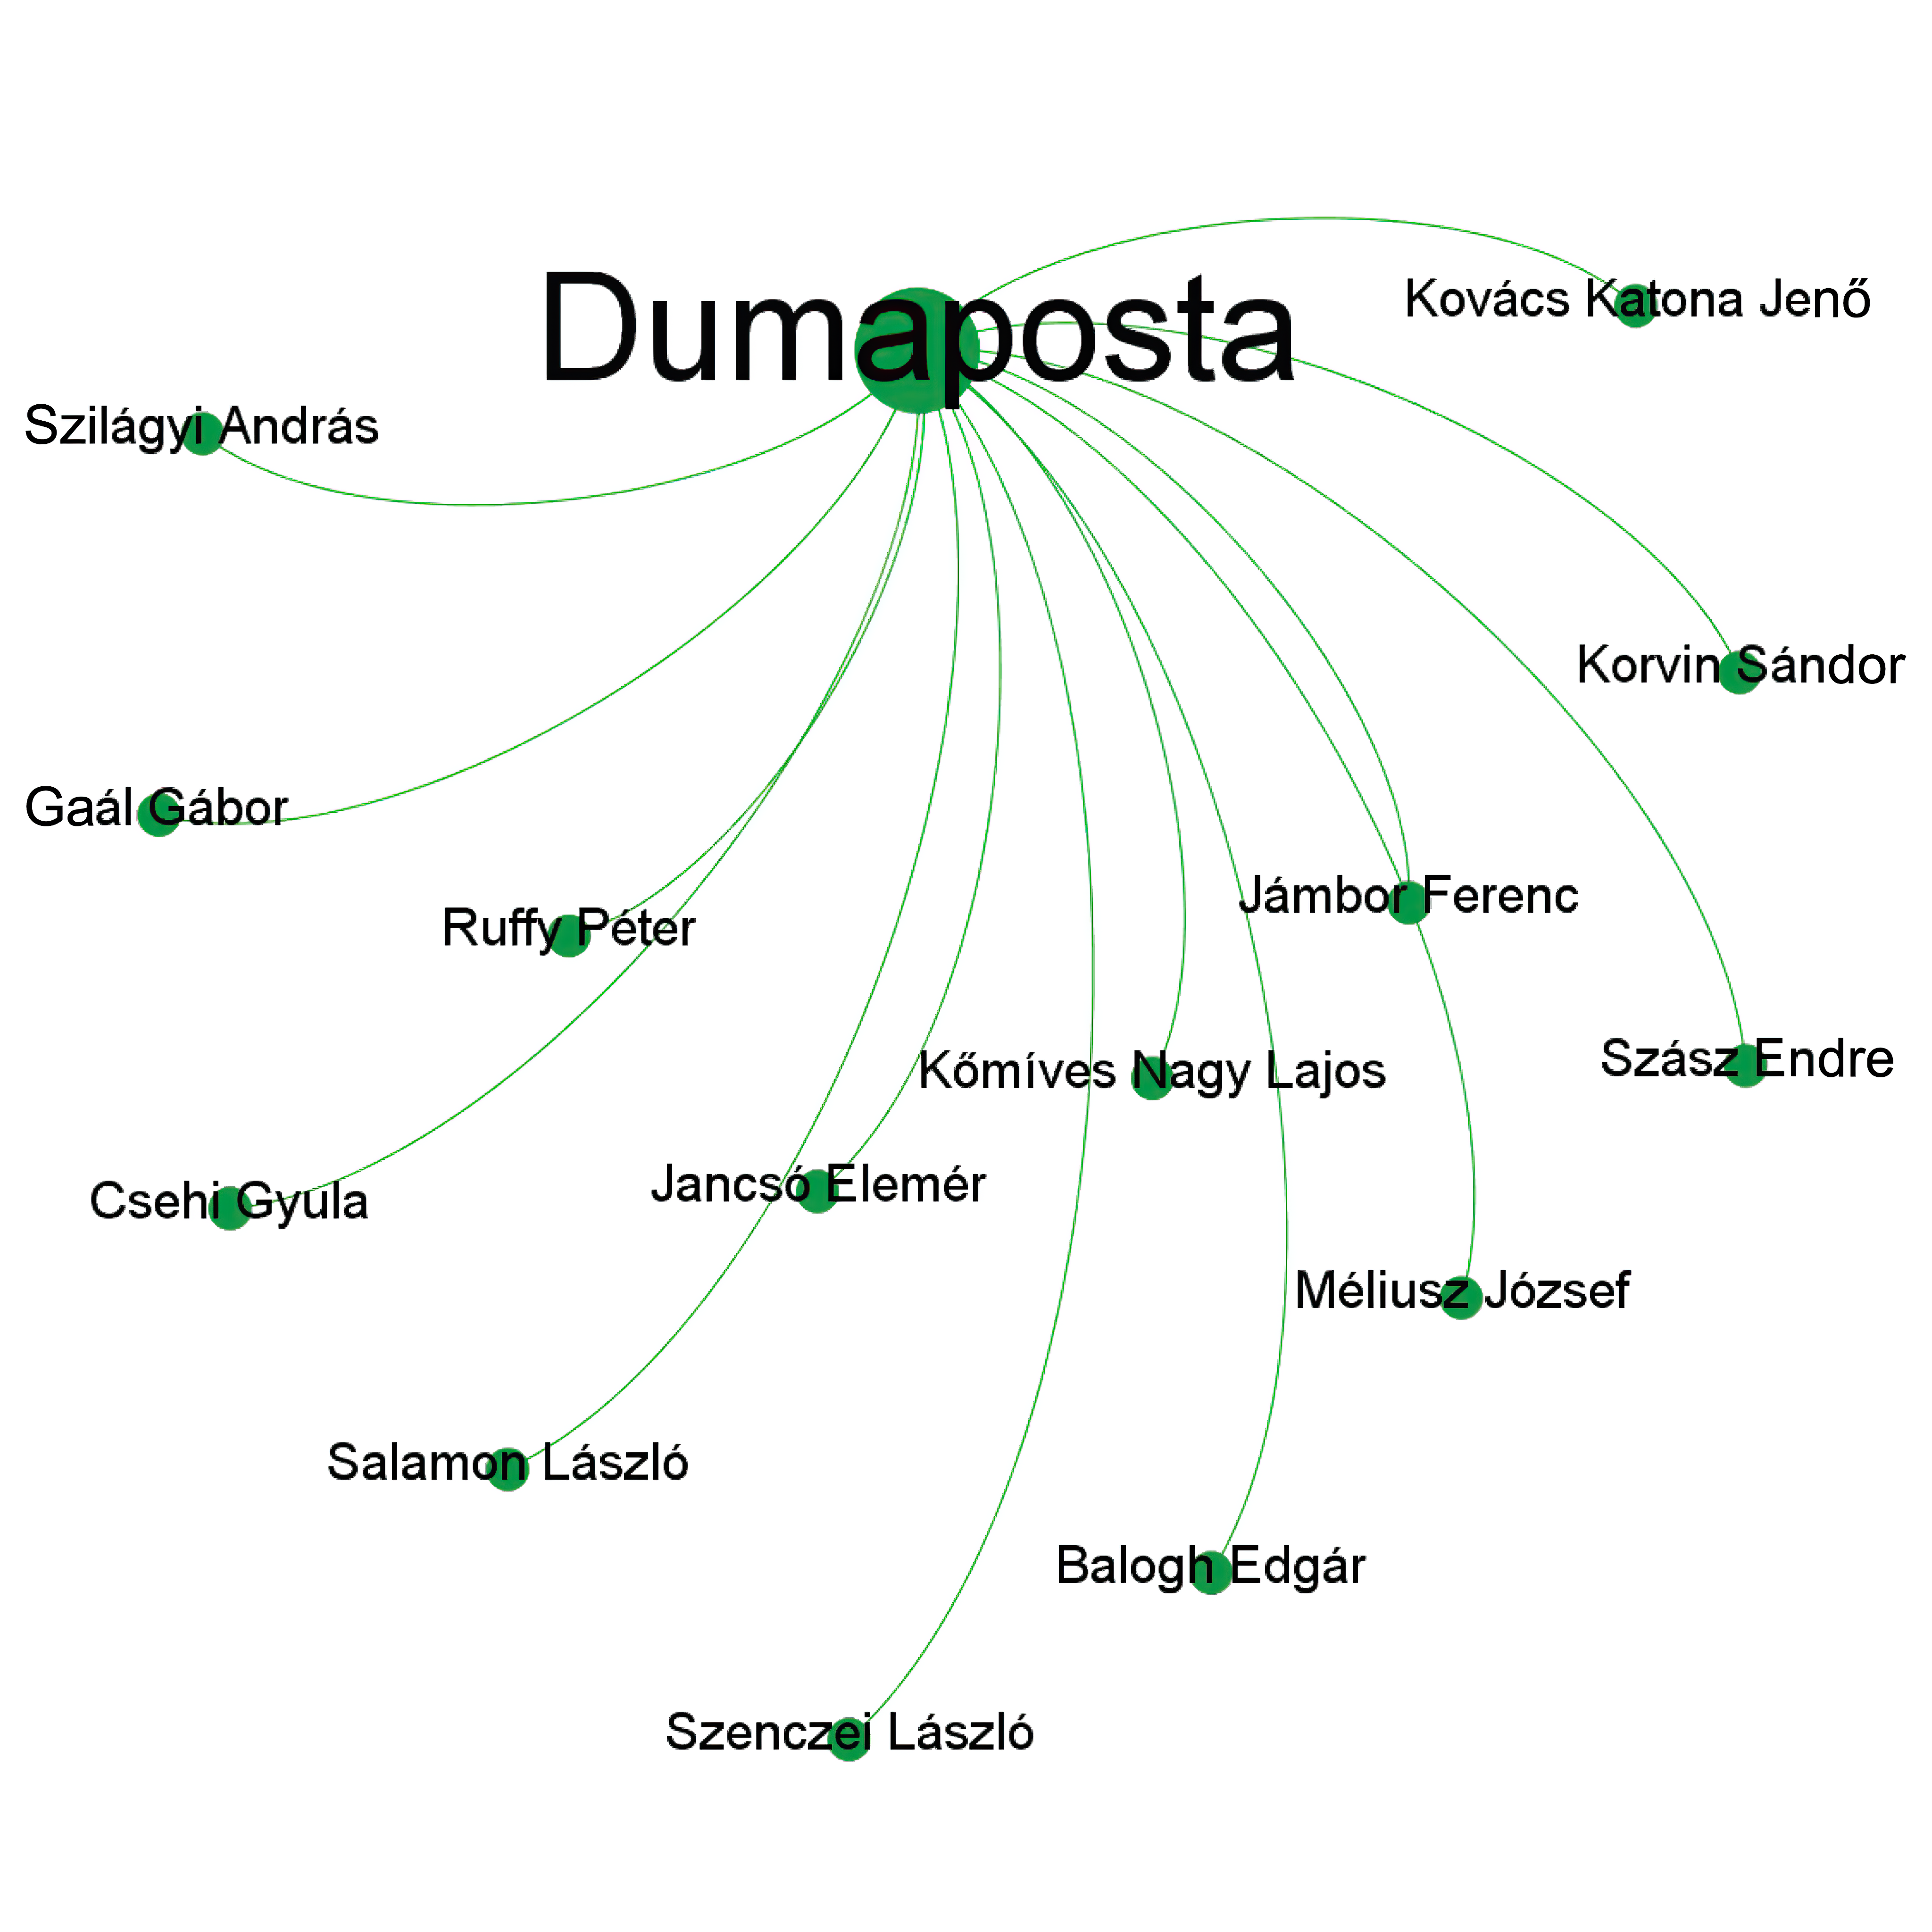 Dumaposta
Kovács Katona Jenő
Szilágyi András
Korvin Sándor
Gaál Gábor
Jámbor Ferenc
Ruffy Péter
Szász Endre
Kőmíves Nagy Lajos
Jancsó Elemér
Csehi Gyula
Méliusz József
Salamon László
Balogh Edgár
Szenczei László